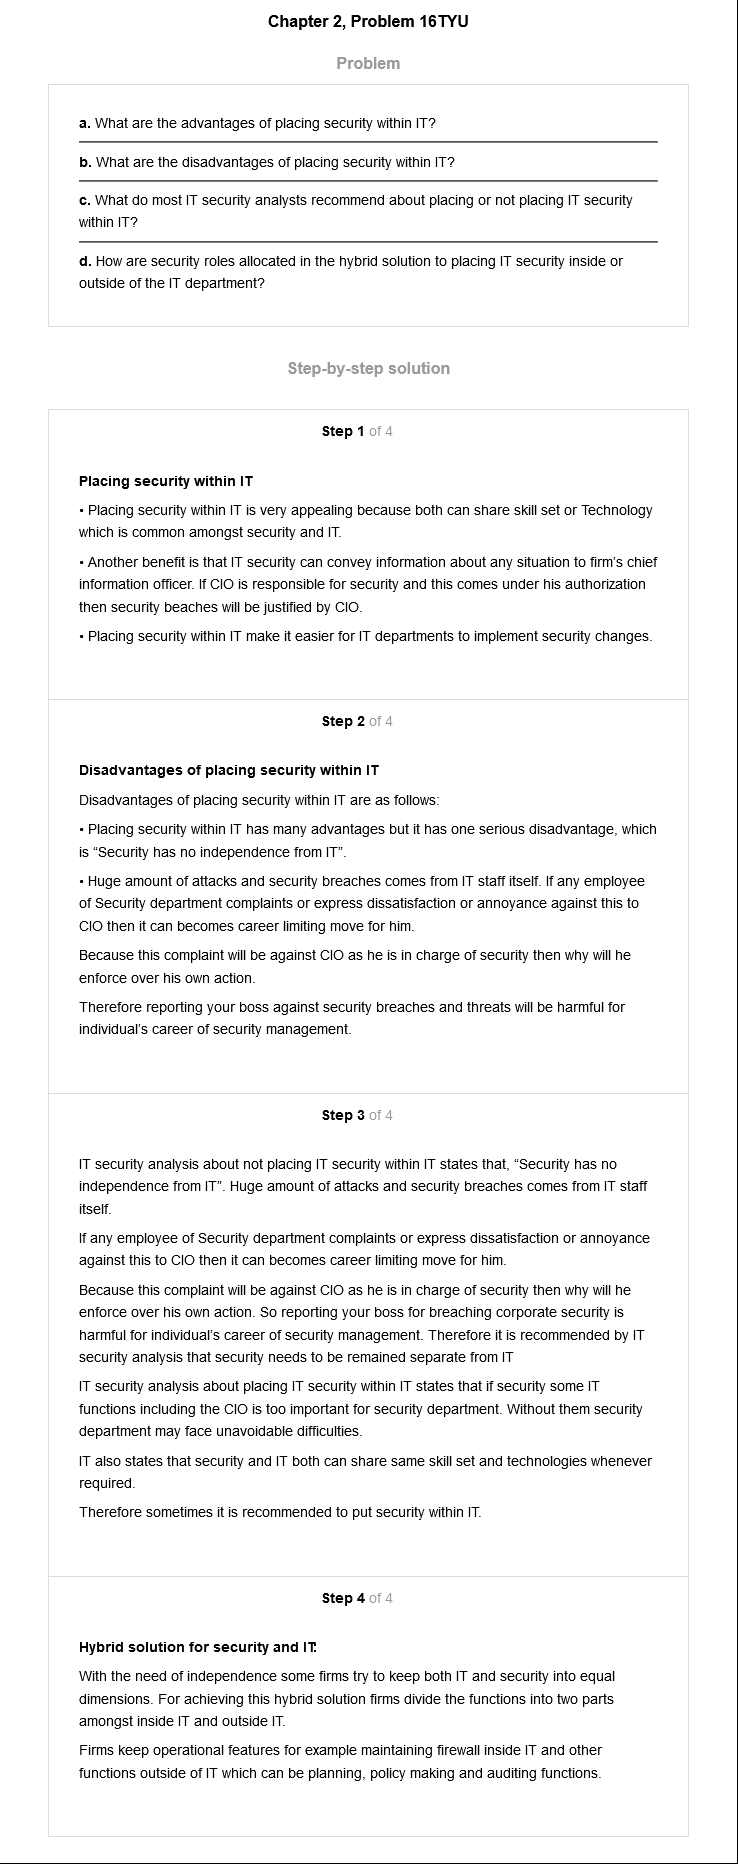 Chapter 2, Problem 16TYU
Problem
a. What are the advantages of placing security within IT?
b. What are the disadvantages of placing security within IT?
c. What do most IT security analysts recommend about placing or not placing IT security
within IT?
d. How are security roles allocated in the hybrid solution to placing IT security inside or
outside of the IT department?
Step-by-step solution
Step 1 of 4
Placing security within IT
• Placing security within IT is very appealing because both can share skill set or Technology
which is common amongst security and IT.
• Another benefit is that IT security can convey information about any situation to firm's chief
information officer. If CIO is responsible for security and this comes under his authorization
then security beaches will be justified by CIO.
• Placing security within IT make it easier for IT departments to implement security changes.
Step 2 of 4
Disadvantages of placing security within IT
Disadvantages of placing security within IT are as follows:
• Placing security within IT has many advantages but it has one serious disadvantage, which
is “Security has no independence from IT”.
• Huge amount of attacks and security breaches comes from IT staff itself. If any employee
of Security department complaints or express dissatisfaction or annoyance against this to
CIO then it can becomes career limiting move for him.
Because this complaint will be against CIO as he is in charge of security then why will he
enforce over his own action.
Therefore reporting your boss against security breaches and threats will be harmful for
individual's career of security management.
Step 3 of 4
IT security analysis about not placing IT security within IT states that, “Security has no
independence from IT”. Huge amount of attacks and security breaches comes from IT staff
itself.
If any employee of Security department complaints or express dissatisfaction or annoyance
against this to CIO then it can becomes career limiting move for him.
Because this complaint will be against CIO as he is in charge of security then why will he
enforce over his own action. So reporting your boss for breaching corporate security is
harmful for individual's career of security management. Therefore it is recommended by IT
security analysis that security needs to be remained separate from IT
IT security analysis about placing IT security within IT states that if security some IT
functions including the CIO is too important for security department. Without them security
department may face unavoidable difficulties.
IT also states that security and IT both can share same skill set and technologies whenever
required.
Therefore sometimes it is recommended to put security within IT.
Step 4 of 4
Hybrid solution for security and IT:
With the need of independence some firms try to keep both IT and security into equal
dimensions. For achieving this hybrid solution firms divide the functions into two parts
amongst inside IT and outside IT.
Firms keep operational features for example maintaining firewall inside IT and other
functions outside of IT which can be planning, policy making and auditing functions.